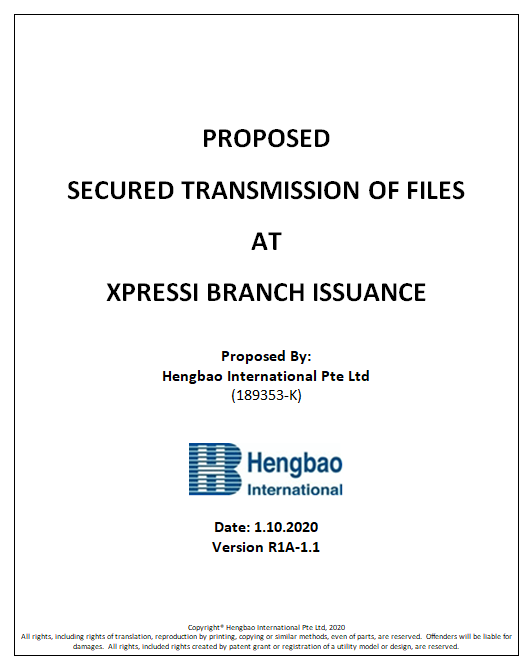 PROPOSED
SECURED TRANSMISSION OF FILES
AT
XPRESSI BRANCH ISSUANCE
Proposed By:
Hengbao International Pte Ltd
(189353-K)
Hengbao
International
Date: 1.10.2020
Version R1A-1.1
Copyright® Hengbao International Pte Ltd, 2020
All rights, including rights of translation, reproduction by printing, copying or similar methods, even of parts, are reserved.  Offenders will be liable for
damages.  All rights, included rights created by patent grant or registration of a utility model or design, are reserved.